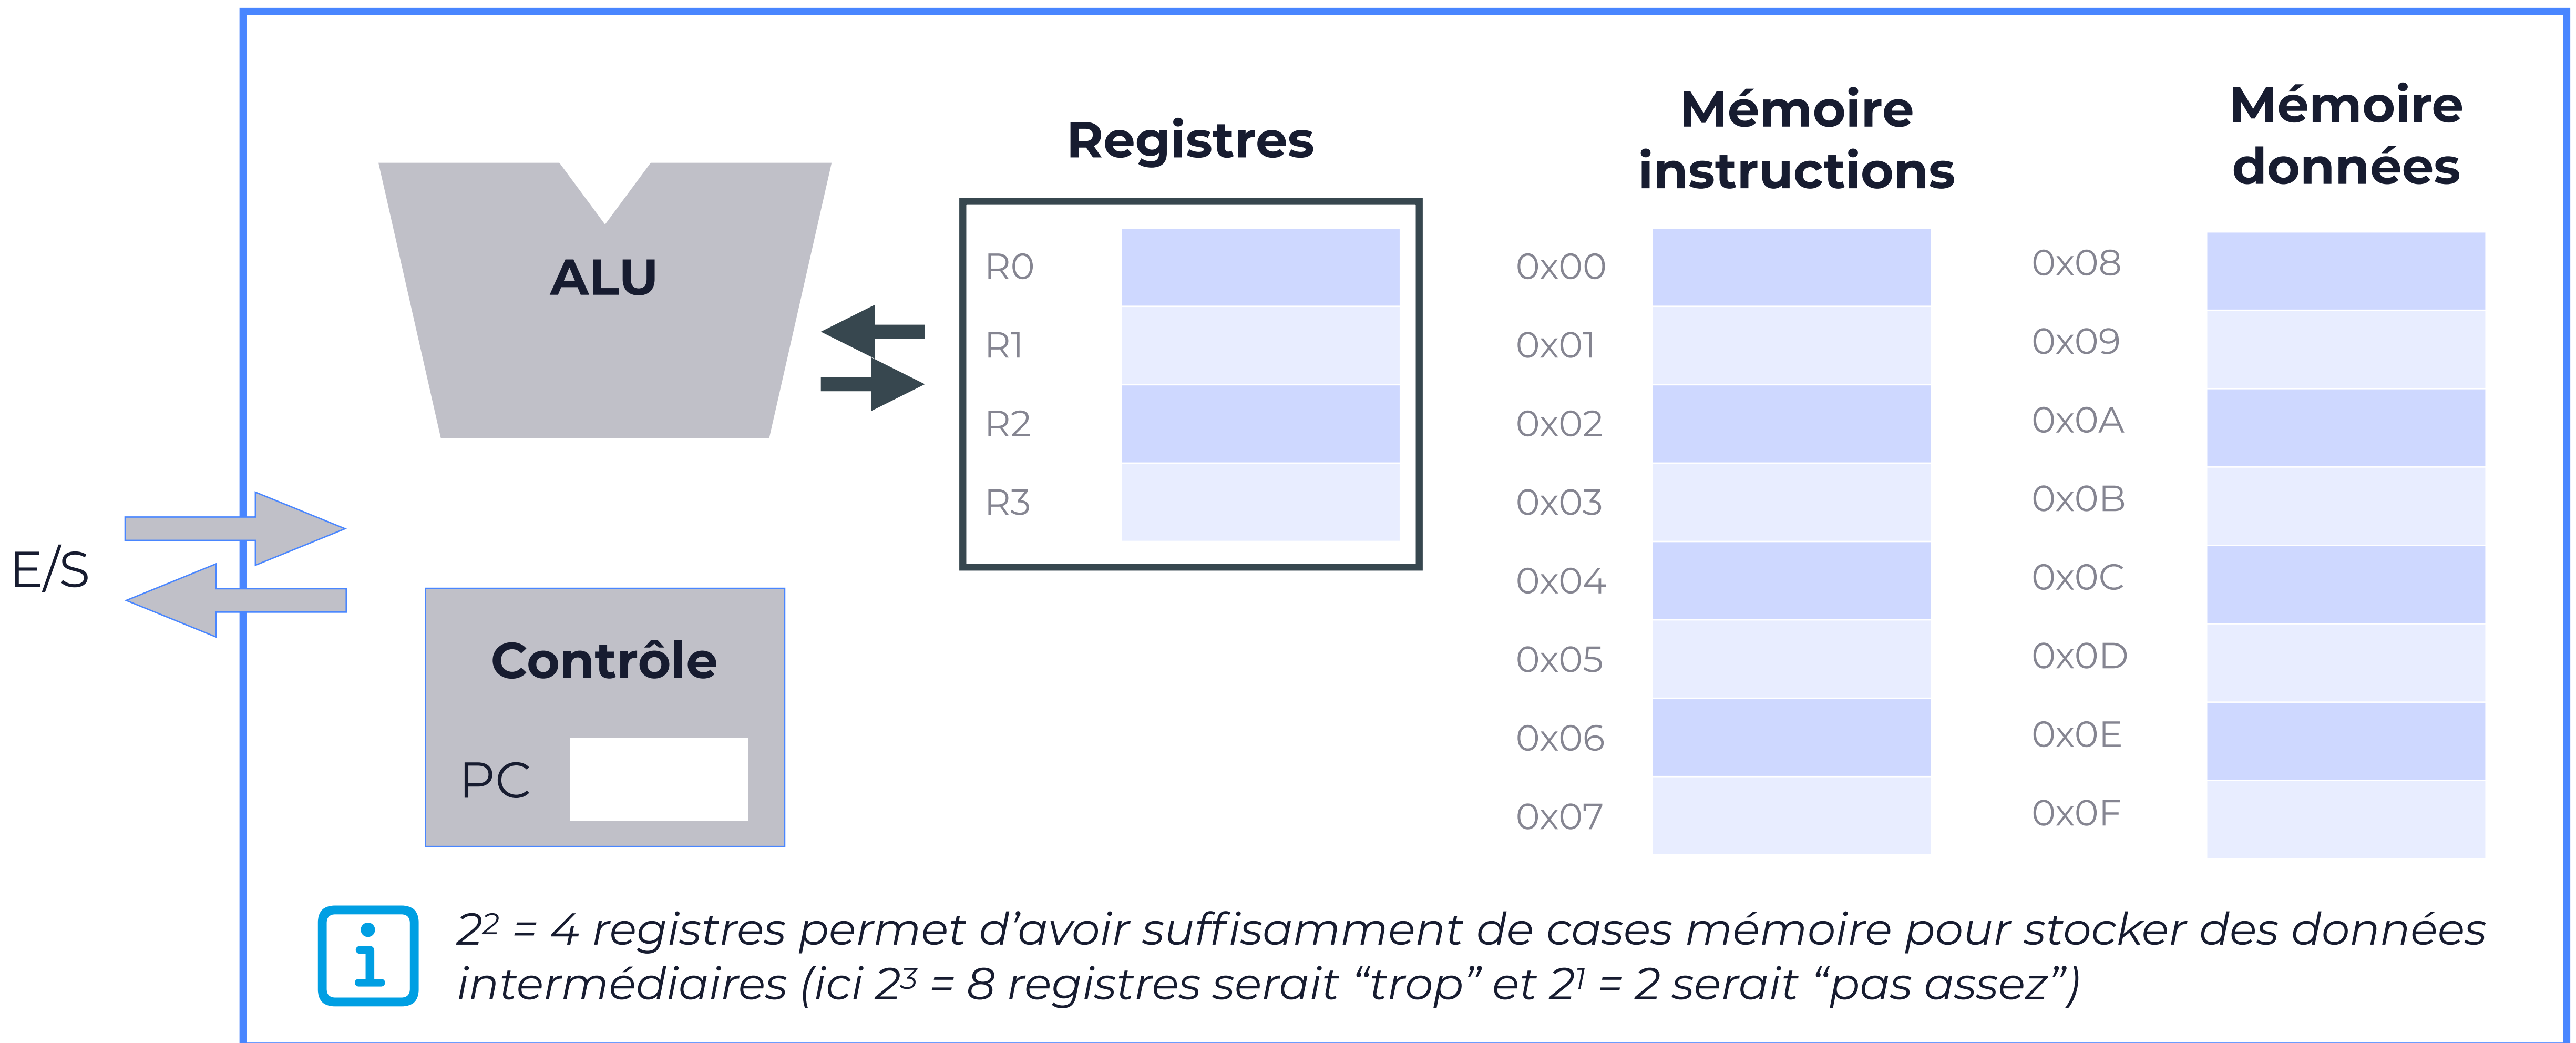 E/S
ALU
Contrôle
PC
Registres
R0
R1
R2
R3
Mémoire
instructions
0x00
0x01
0x02
0x03
0x04
0x05
0x06
0x07
Mémoire
données
0x08
0x09
0x0A
0x0B
0x0C
0x0D
0x0E
0x0F
2² = 4 registres permet d’avoir suffisamment de cases mémoire pour stocker des données
intermédiaires (ici 2³ = 8 registres serait “trop” et 2¹ = 2 serait “pas assez”)